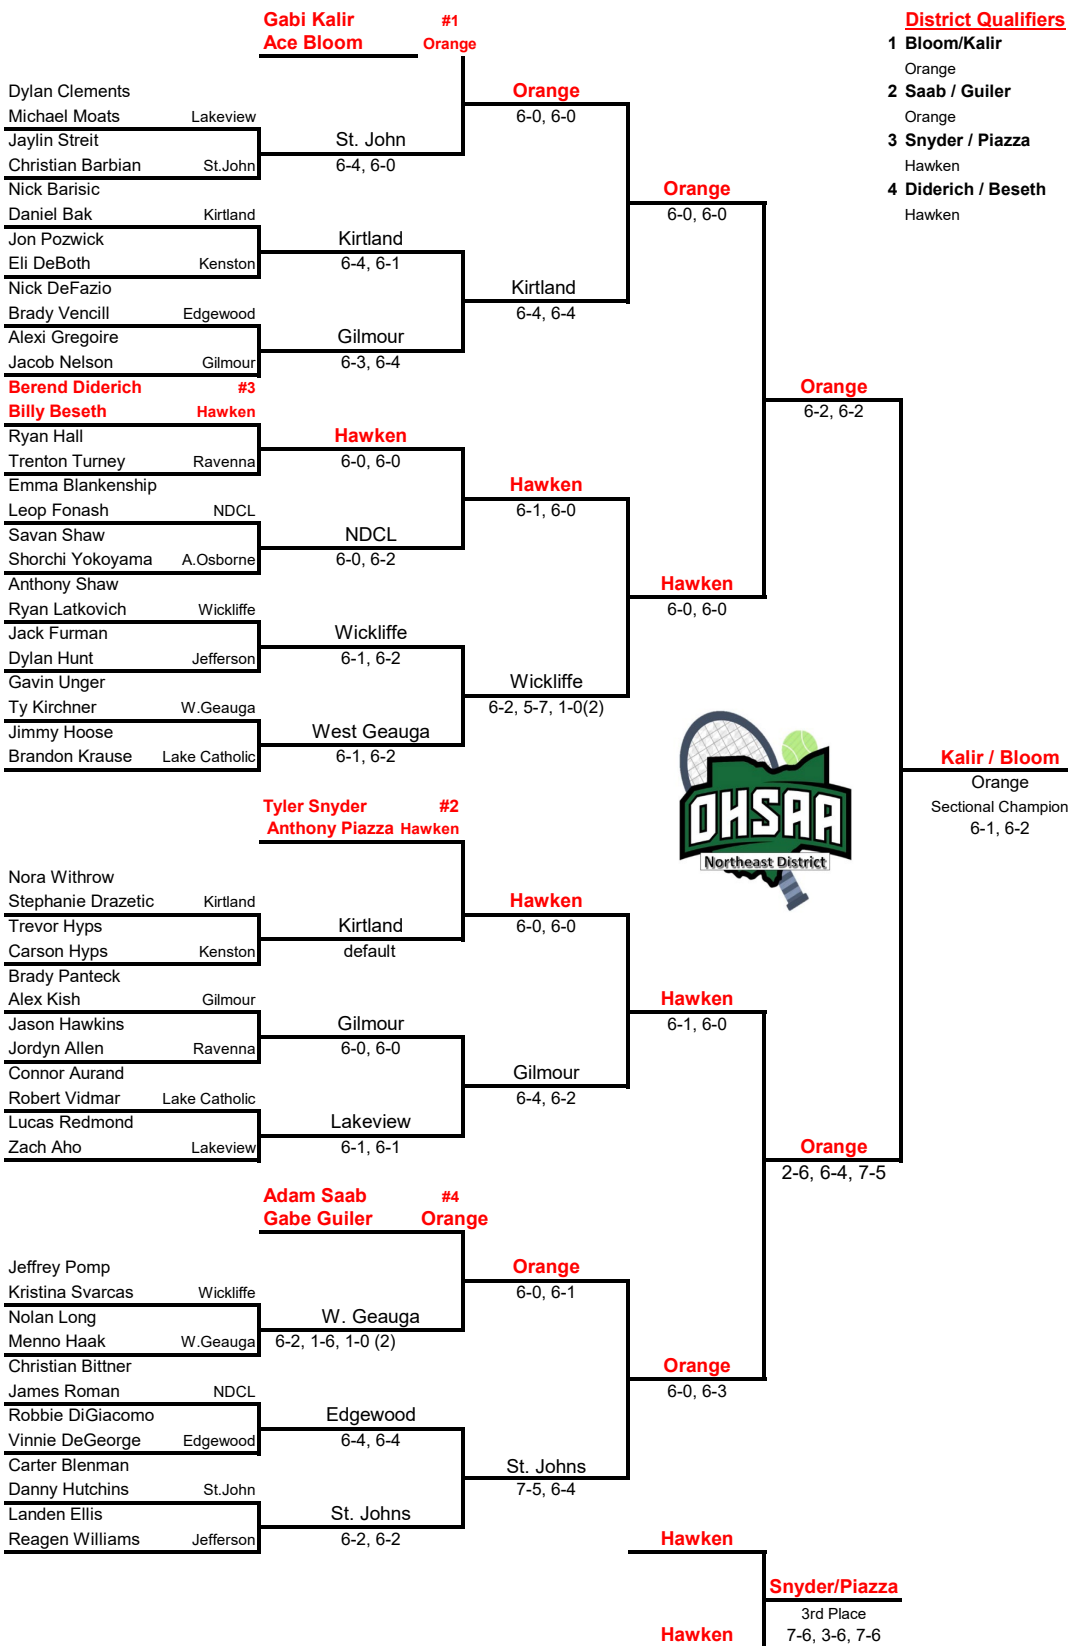 Gabi Kalir #1
Ace Bloom Orange
District Qualifiers
1 Bloom/Kalir
Orange
2 Saab / Guiler
Orange
3 Snyder / Piazza
Hawken
4 Diderich / Beseth
Hawken
Dylan Clements
Michael Moats Lakeview
Orange
6-0, 6-0
Jaylin Streit
Christian Barbian St.John
St. John
6-4, 6-0
Nick Barisic
Daniel Bak Kirtland
Orange
6-0, 6-0
Jon Pozwick
Eli DeBoth Kenston
Kirtland
6-4, 6-1
Nick DeFazio
Brady Vencill Edgewood
Kirtland
6-4, 6-4
Alexi Gregoire
Jacob Nelson Gilmour
Gilmour
6-3, 6-4
Berend Diderich #3
Billy Beseth Hawken
Orange
6-2, 6-2
Ryan Hall
Trenton Turney Ravenna
Hawken
6-0, 6-0
Emma Blankenship
Leop Fonash NDCL
Hawken
6-1, 6-0
Savan Shaw
Shorchi Yokoyama A.Osborne
NDCL
6-0, 6-2
Anthony Shaw
Ryan Latkovich Wickliffe
Hawken
6-0, 6-0
Jack Furman
Dylan Hunt Jefferson
Wickliffe
6-1, 6-2
Gavin Unger
Ty Kirchner W.Geauga
Wickliffe
6-2, 5-7, 1-0(2)
Jimmy Hoose
Brandon Krause Lake Catholic
West Geauga
6-1, 6-2
OHSAA
Northeast District
Kalir / Bloom
Orange
Sectional Champion
6-1, 6-2
Tyler Snyder #2
Anthony Piazza Hawken
Nora Withrow
Stephanie Drazetic Kirtland
Hawken
6-0, 6-0
Trevor Hyps
Carson Hyps Kenston
Kirtland
default
Brady Panteck
Alex Kish Gilmour
Hawken
6-1, 6-0
Jason Hawkins
Jordyn Allen Ravenna
Gilmour
6-0, 6-0
Connor Aurand
Robert Vidmar Lake Catholic
Gilmour
6-4, 6-2
Lucas Redmond
Zach Aho Lakeview
Lakeview
6-1, 6-1
Orange
2-6, 6-4, 7-5
Adam Saab #4
Gabe Guiler Orange
Jeffrey Pomp
Kristina Svarcas Wickliffe
Orange
6-0, 6-1
Nolan Long
Menno Haak W.Geauga
W. Geauga
6-2, 1-6, 1-0 (2)
Christian Bittner
James Roman NDCL
Orange
6-0, 6-3
Robbie DiGiacomo
Vinnie DeGeorge Edgewood
Edgewood
6-4, 6-4
Carter Blenman
Danny Hutchins St.John
St. Johns
7-5, 6-4
Landen Ellis
Reagen Williams Jefferson
St. Johns
6-2, 6-2
Hawken
Snyder/Piazza
3rd Place
Hawken
7-6, 3-6, 7-6